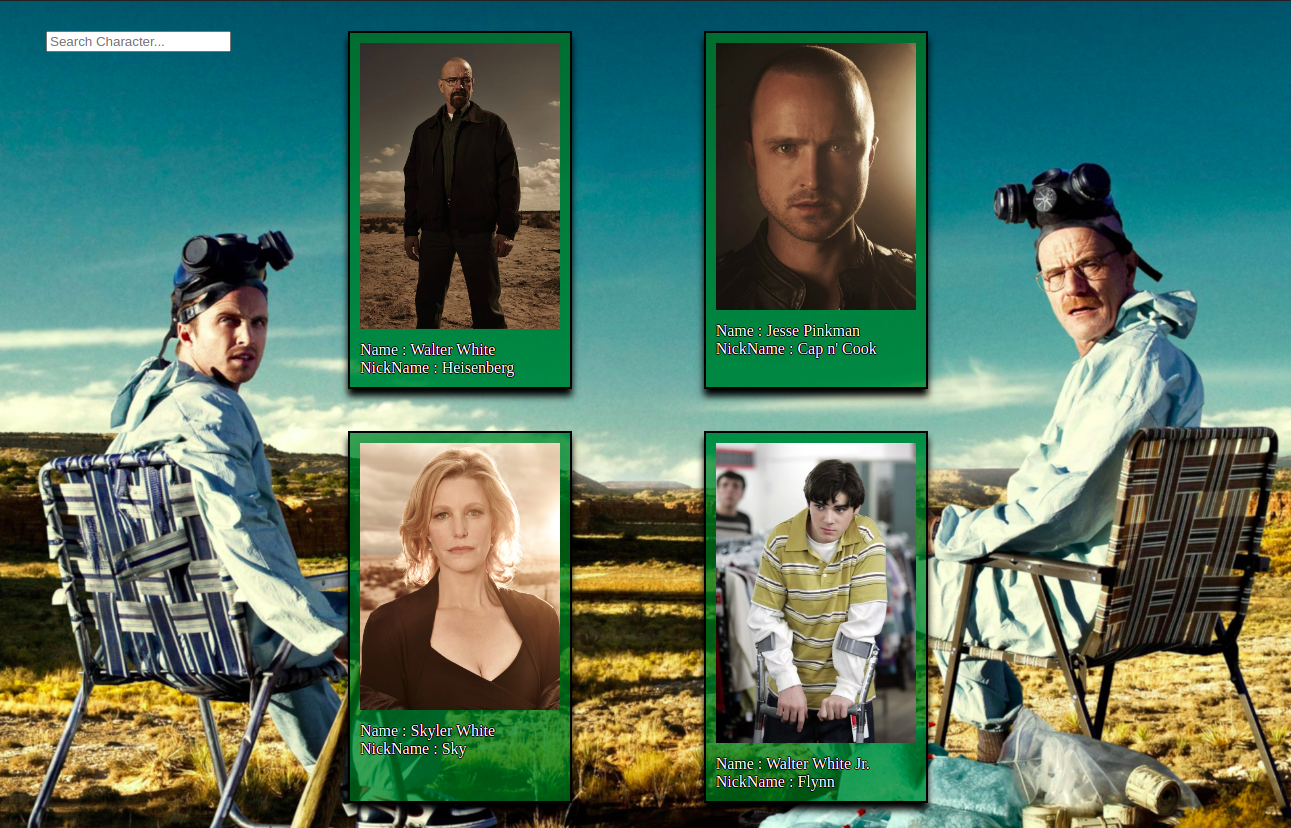 Search Character...
Name : Walter White
NickName : Heisenberg
Name : Jesse Pinkman
NickName : Cap n' Cook
Name : Skyler White
NickName : Sky
Name : Walter White Jr.
NickName : Flynn